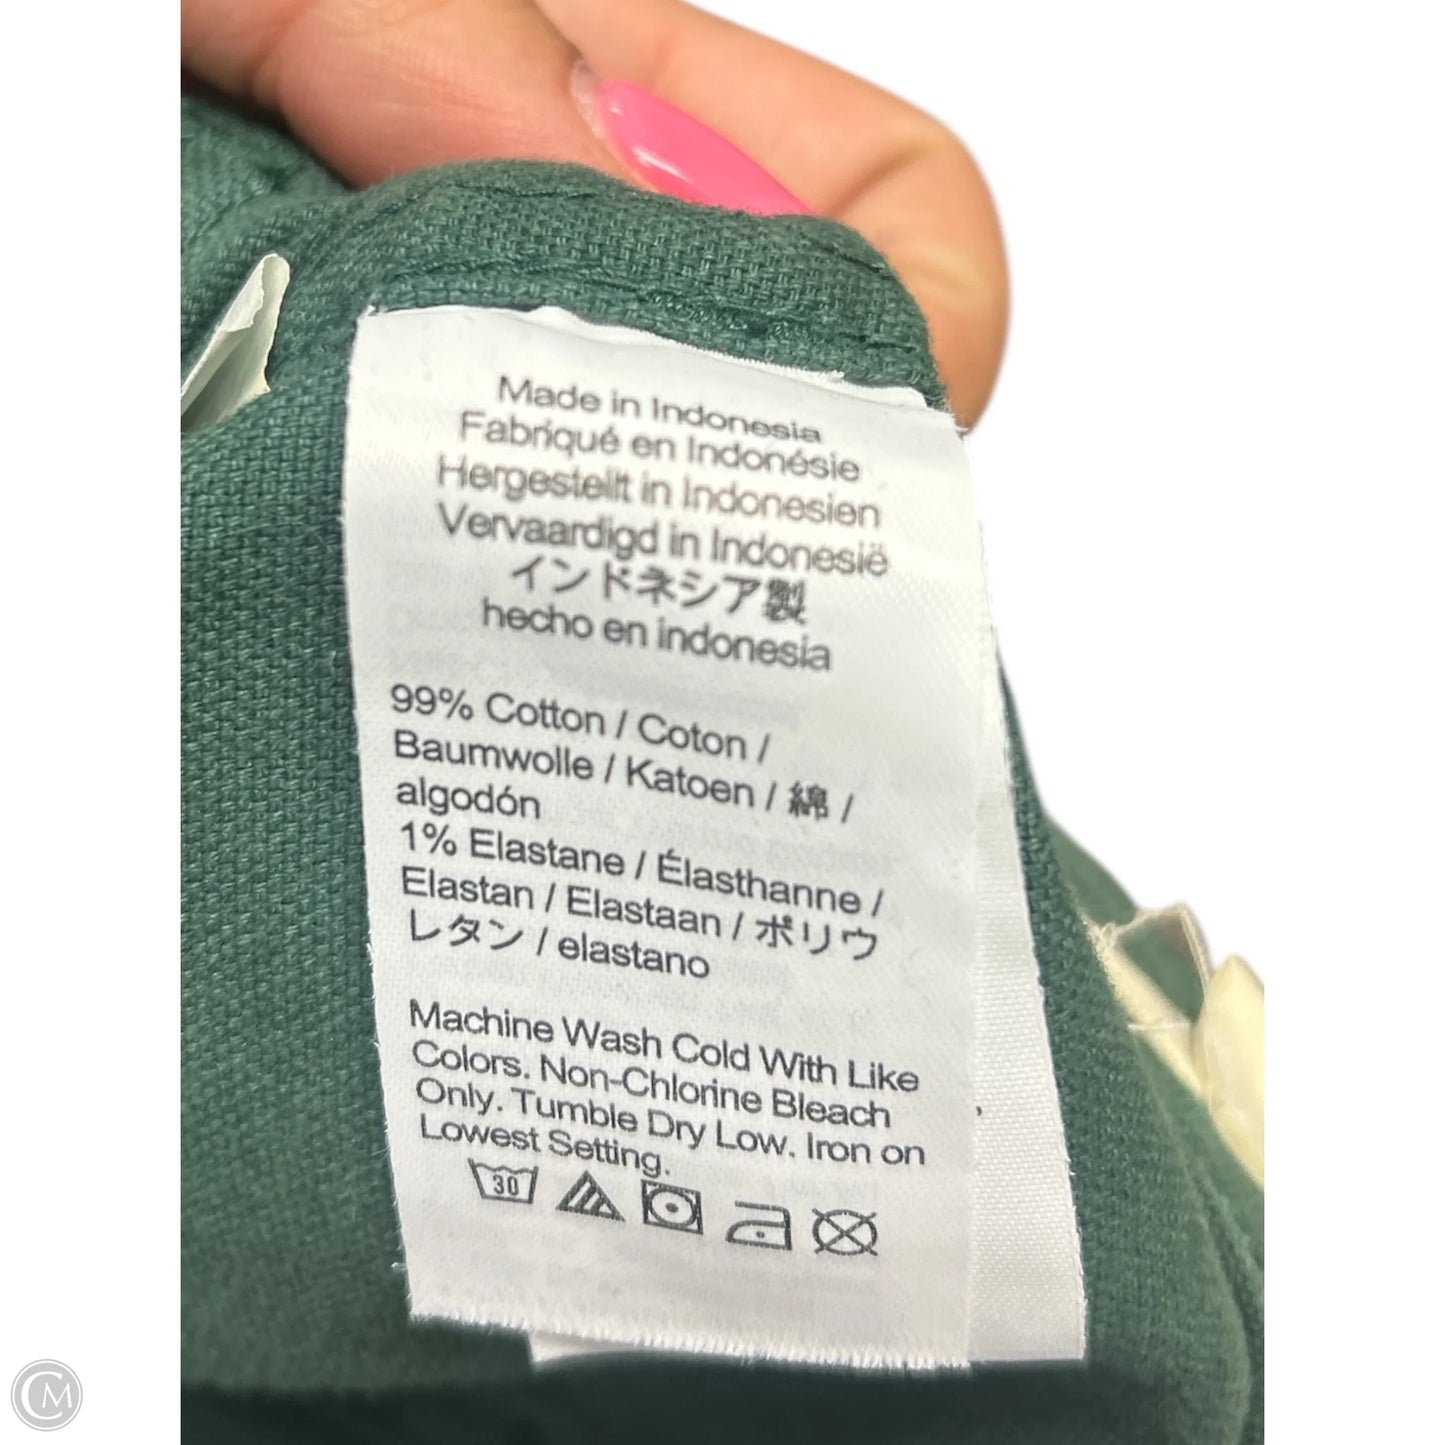 Made in Indonesia
Fabriqué en Indonésie
Hergestellt in Indonesien
Vervaardigd in Indonesië
インドネシア製
hecho en indonesia
99% Cotton / Coton /
Baumwolle / Katoen / 綿 /
algodón
1% Elastane / Élasthanne /
Elastan / Elastaan / ポリウ
レタン / elastano
Machine Wash Cold With Like
Colors. Non-Chlorine Bleach
Only. Tumble Dry Low. Iron on
Lowest Setting.
30
CM